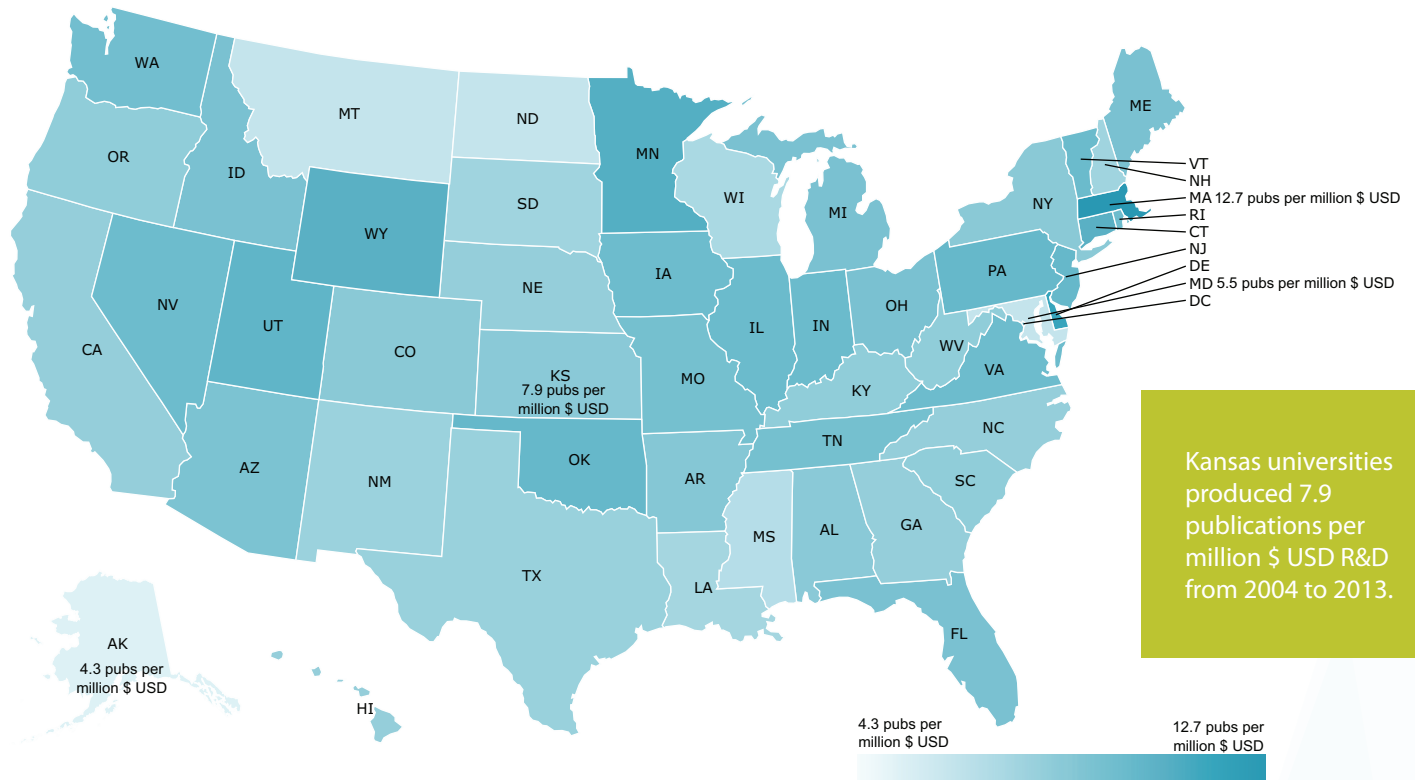 WA
MT
ND
ME
MN
OR
ID
VT
NH
MA 12.7 pubs per million $ USD
RI
CT
NJ
DE
MD 5.5 pubs per million $ USD
DC
SD
WI
NY
MI
WY
IA
PA
NE
NV
UT
IL
IN
OH
CA
CO
WV
VA
KS
7.9 pubs per
million $ USD
MO
KY
NC
TN
OK
AZ
NM
AR
SC
MS
AL
GA
TX
LA
FL
AK
4.3 pubs per
million $ USD
HI
Kansas universities
produced 7.9
publications per
million $ USD R&D
from 2004 to 2013.
4.3 pubs per
million $ USD
12.7 pubs per
million $ USD